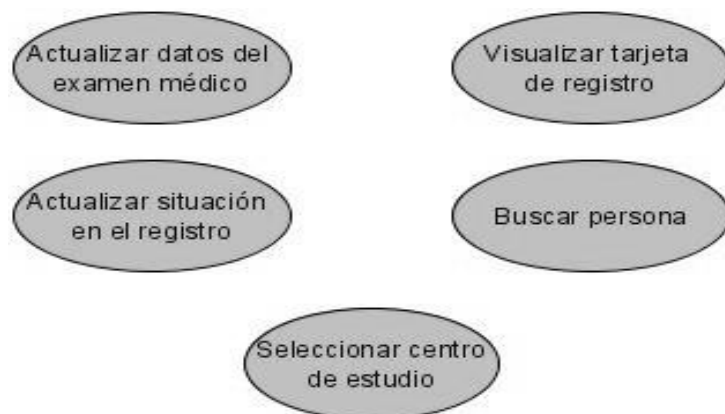 Actualizar datos del
examen médico
Visualizar tarjeta
de registro
Actualizar situación
en el registro
Buscar persona
Seleccionar centro
de estudio